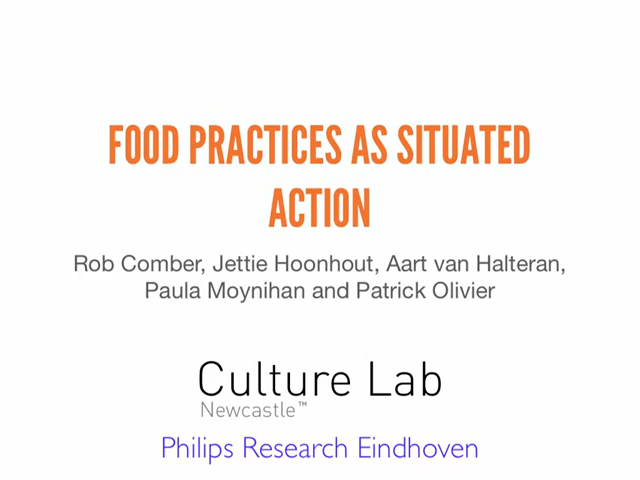 FOOD PRACTICES AS SITUATED
ACTION
Rob Comber, Jettie Hoonhout, Aart van Halteran,
Paula Moynihan and Patrick Olivier
Culture Lab
Newcastle™
Philips Research Eindhoven